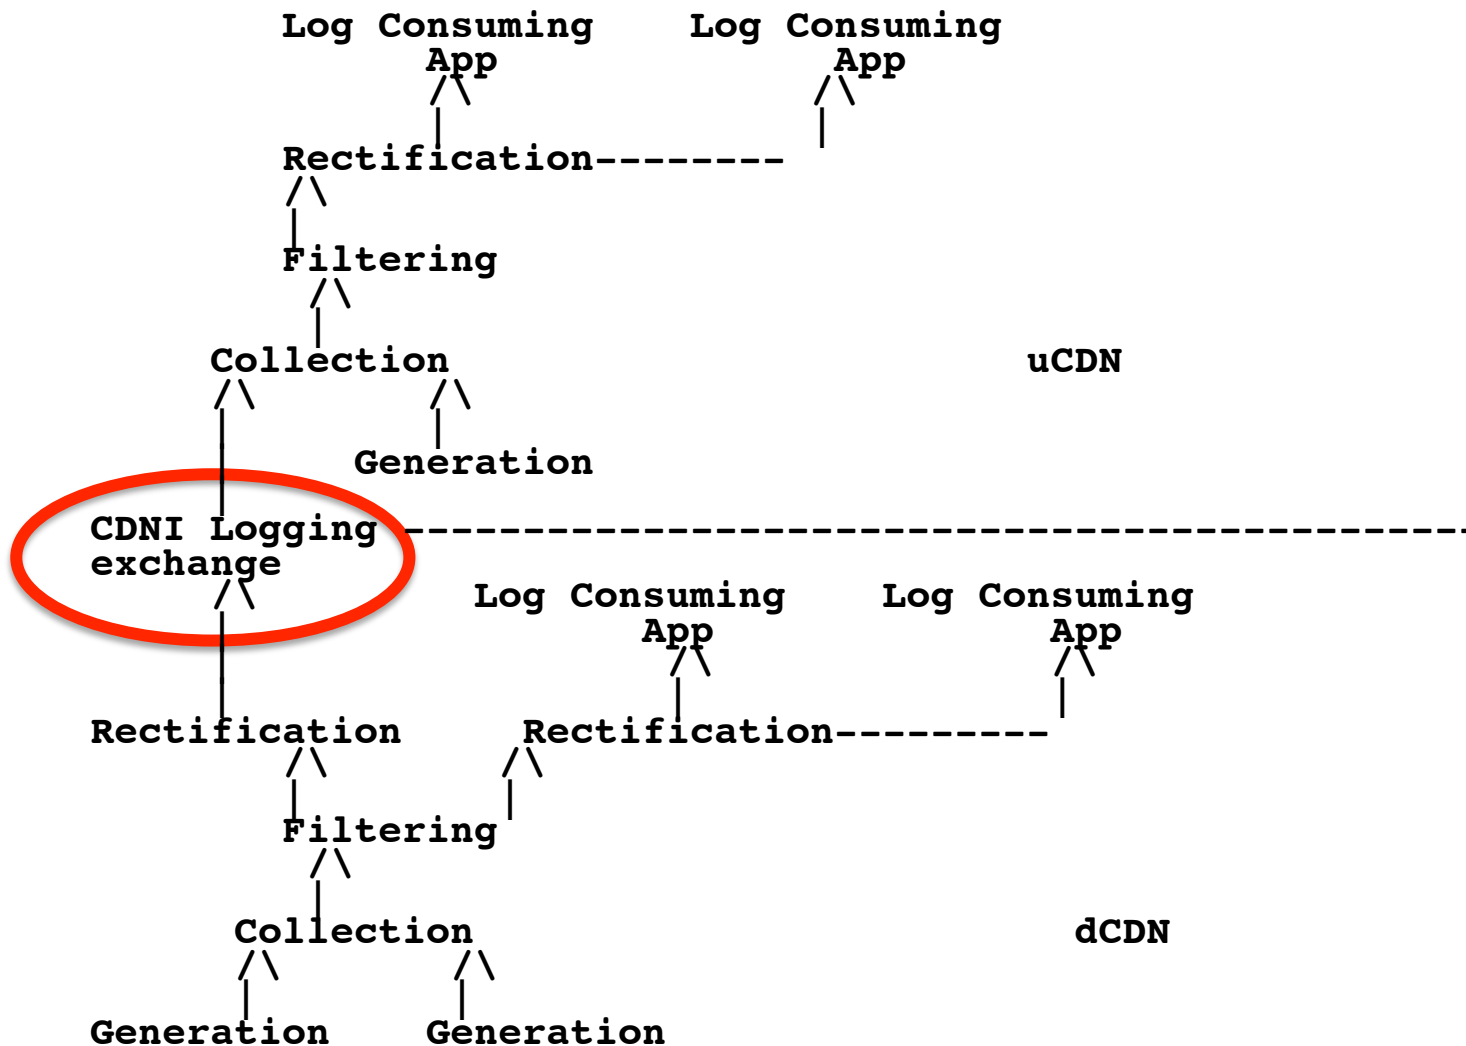 Log Consuming Log Consuming
App App
Rectification--------
Filtering
Collection uCDN
Generation
CDNI Logging ---------------------------------------------
exchange
Log Consuming Log Consuming
App App
Rectification Rectification---------
Filtering
Collection dCDN
Generation Generation